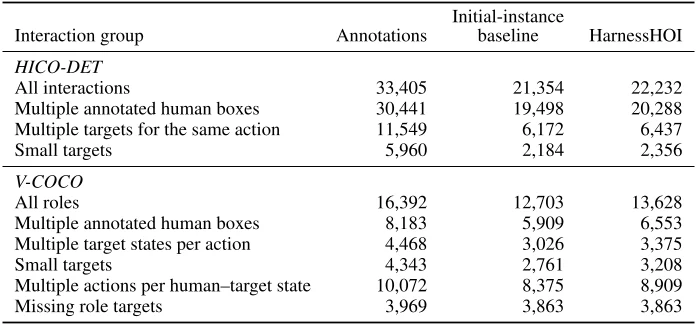 Interaction group Annotations Initial-instance baseline HarnessHOI
HICO-DET
All interactions 33,405 21,354 22,232
Multiple annotated human boxes 30,441 19,498 20,288
Multiple targets for the same action 11,549 6,172 6,437
Small targets 5,960 2,184 2,356
V-COCO
All roles 16,392 12,703 13,628
Multiple annotated human boxes 8,183 5,909 6,553
Multiple target states per action 4,468 3,026 3,375
Small targets 4,343 2,761 3,208
Multiple actions per human–target state 10,072 8,375 8,909
Missing role targets 3,969 3,863 3,863